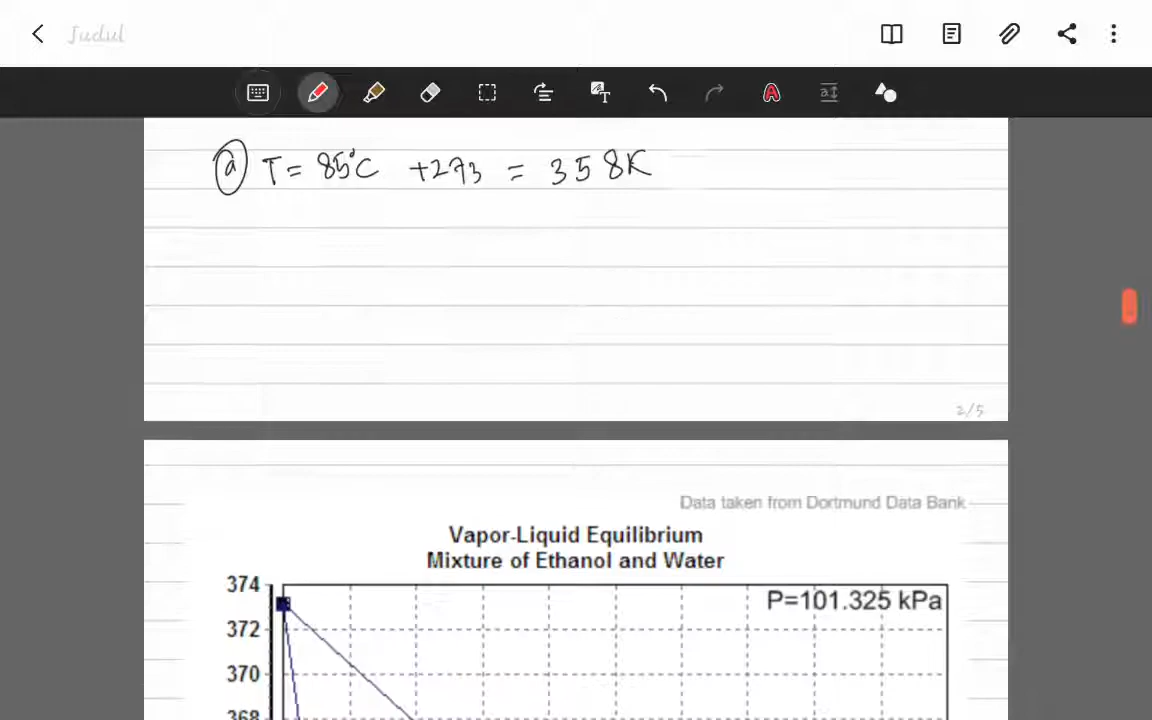 Judul
ⓐ T = 85°C +273 = 358K
2/5
Data taken from Dortmund Data Bank
Vapor-Liquid Equilibrium
Mixture of Ethanol and Water
374
P=101.325 kPa
372
370
368